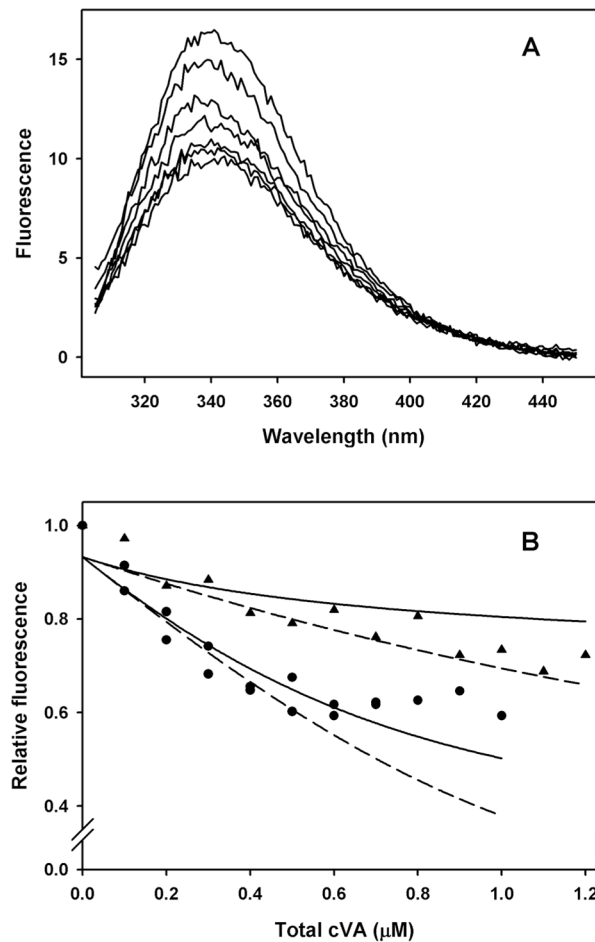 A
15
10
5
0
Fluorescence
320 340 360 380 400 420 440
Wavelength (nm)
B
1.0
0.8
0.6
0.4
0.0
Relative fluorescence
0.0 0.2 0.4 0.6 0.8 1.0 1.2
Total cVA (μM)